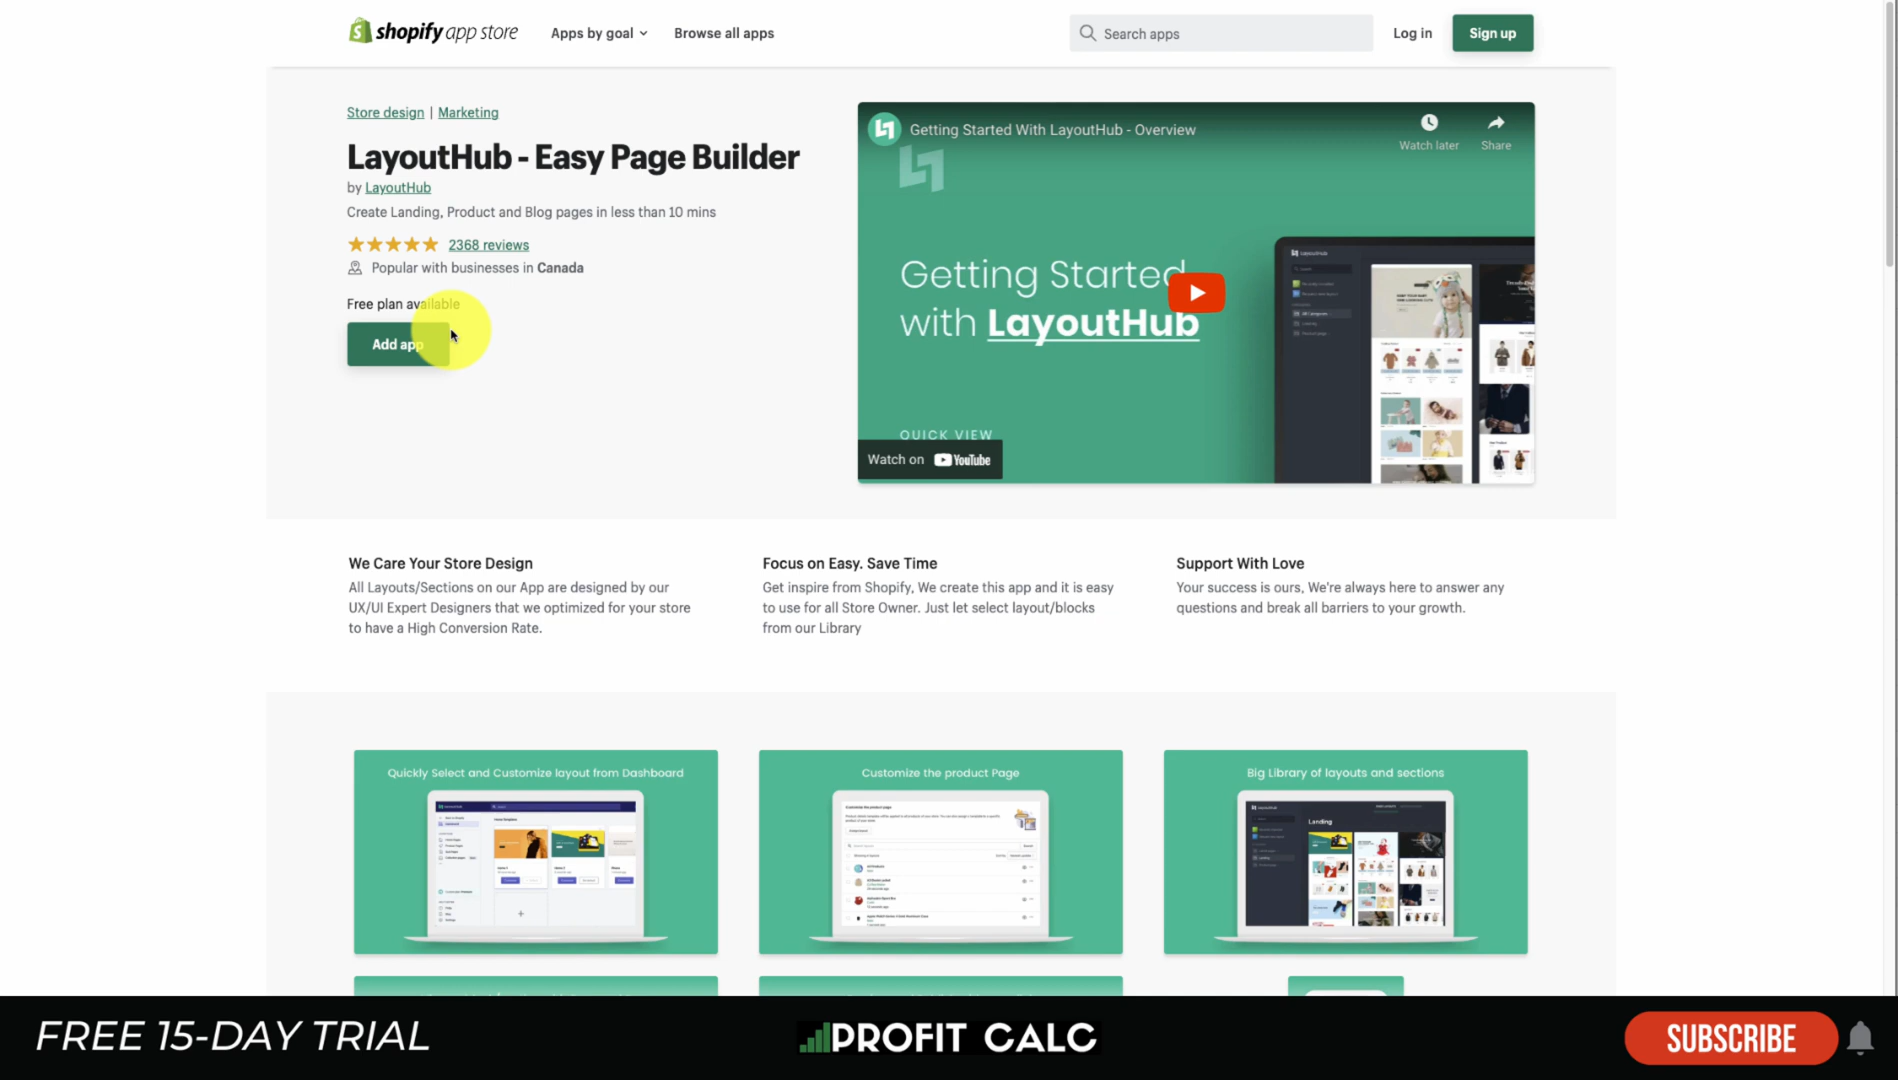 shopify app store
Apps by goal
Browse all apps
Search apps
Log in
Sign up
Store design | Marketing
LayoutHub - Easy Page Builder
by LayoutHub
Create Landing, Product and Blog pages in less than 10 mins
2368 reviews
Popular with businesses in Canada
Free plan available
Add app
Getting Started With LayoutHub - Overview
Watch later
Share
Getting Started
with LayoutHub
QUICK VIEW
Watch on YouTube
We Care Your Store Design
All Layouts/Sections on our App are designed by our
UX/UI Expert Designers that we optimized for your store
to have a High Conversion Rate.
Focus on Easy. Save Time
Get inspire from Shopify, We create this app and it is easy
to use for all Store Owner. Just let select layout/blocks
from our Library
Support With Love
Your success is ours, We're always here to answer any
questions and break all barriers to your growth.
Quickly Select and Customize layout from Dashboard
Customize the product Page
Big Library of layouts and sections
Landing
FREE 15-DAY TRIAL
PROFIT CALC
SUBSCRIBE